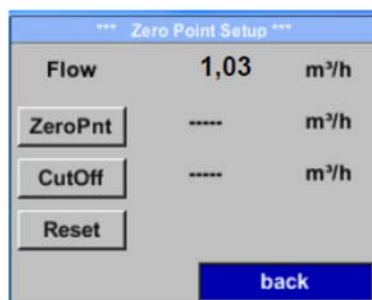 *** Zero Point Setup ***
Flow 1,03 m³/h
ZeroPnt ----- m³/h
CutOff ----- m³/h
Reset
back